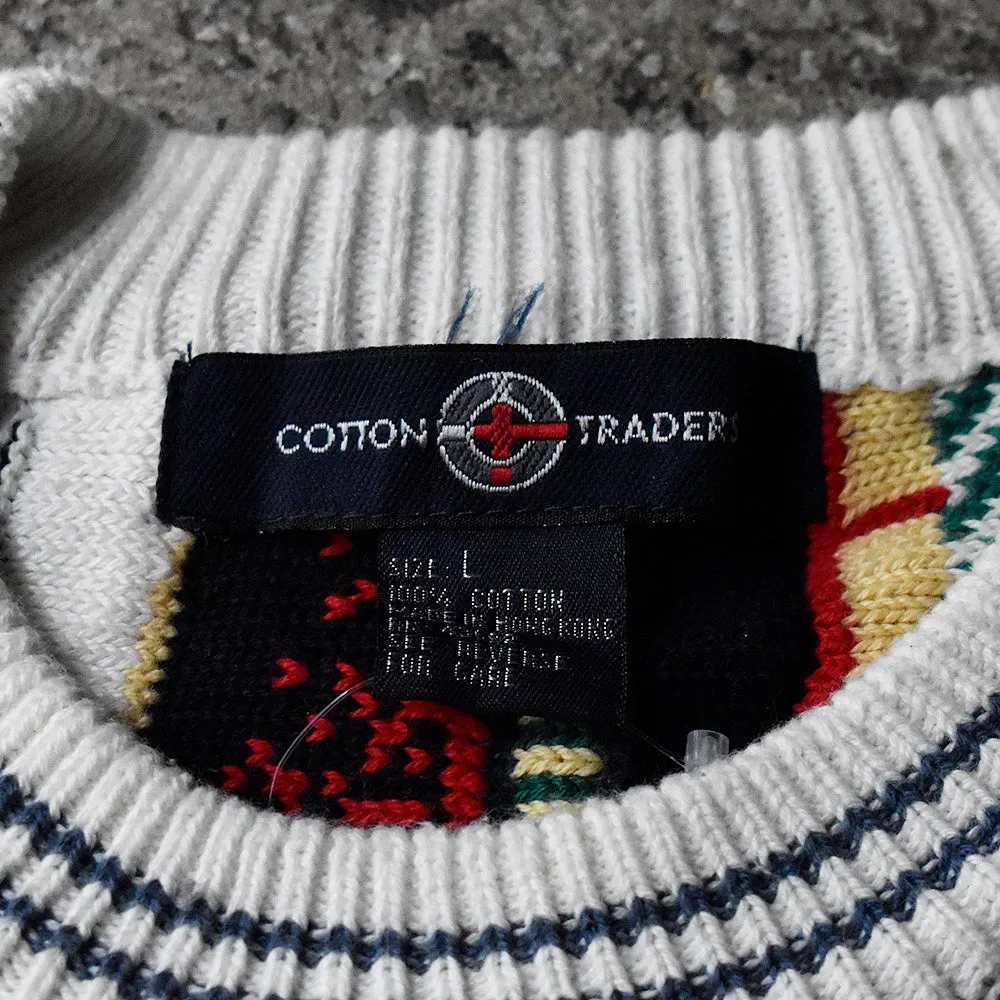 COTTON TRADERS
SIZE: L
100% COTTON
MADE IN HONG KONG
SEE REVERSE
FOR CARE